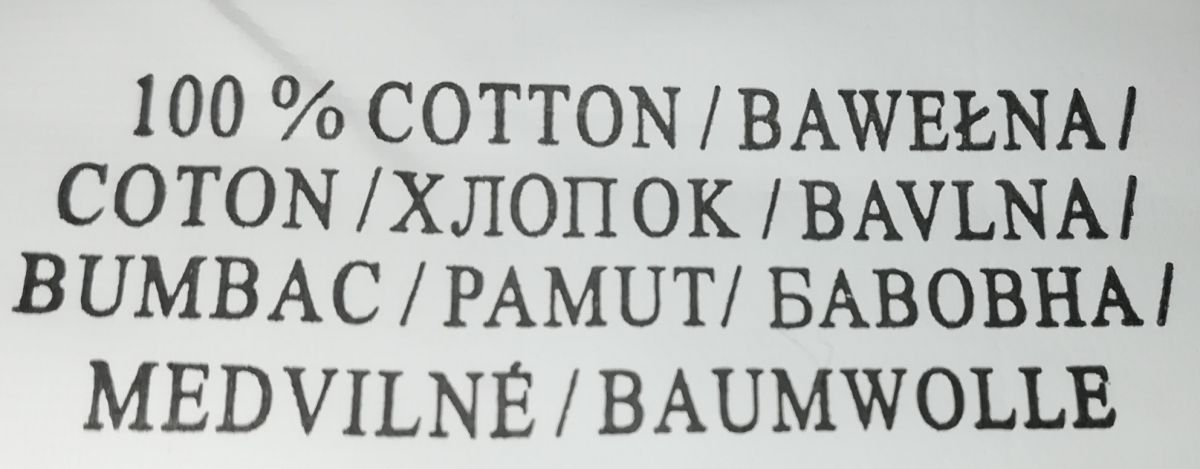 100 % COTTON / BAWEŁNA /
COTON / ХЛОПОК / BAVLNA /
BUMBAC / PAMUT / БАВОВНА /
MEDVILNÉ / BAUMWOLLE